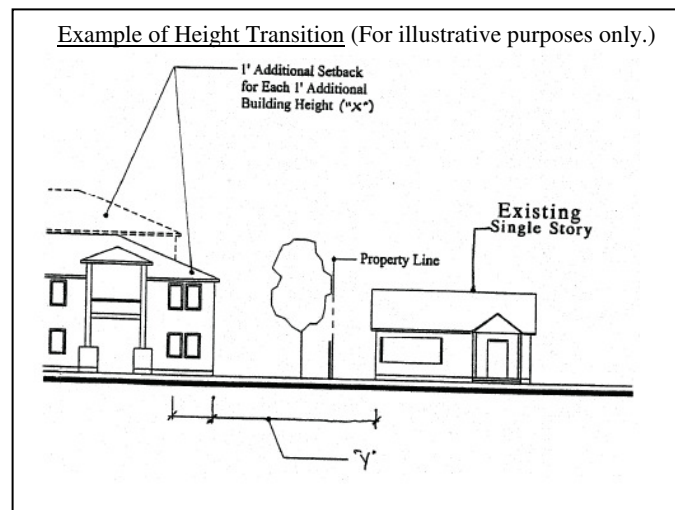 Example of Height Transition (For illustrative purposes only.)
1' Additional Setback
for Each 1' Additional
Building Height ("X")
Existing
Single Story
Property Line
"Y"